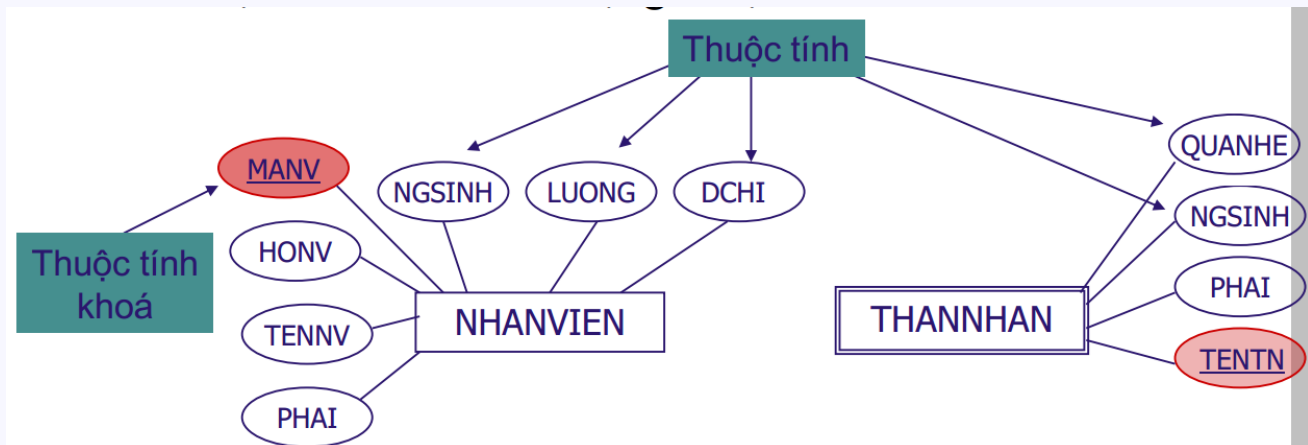 Thuộc tính
MANV
NGSINH
LUONG
DCHI
QUANHE
NGSINH
Thuộc tính
khoá
HONV
PHAI
NHANVIEN
THANNHAN
TENNV
TENTN
PHAI